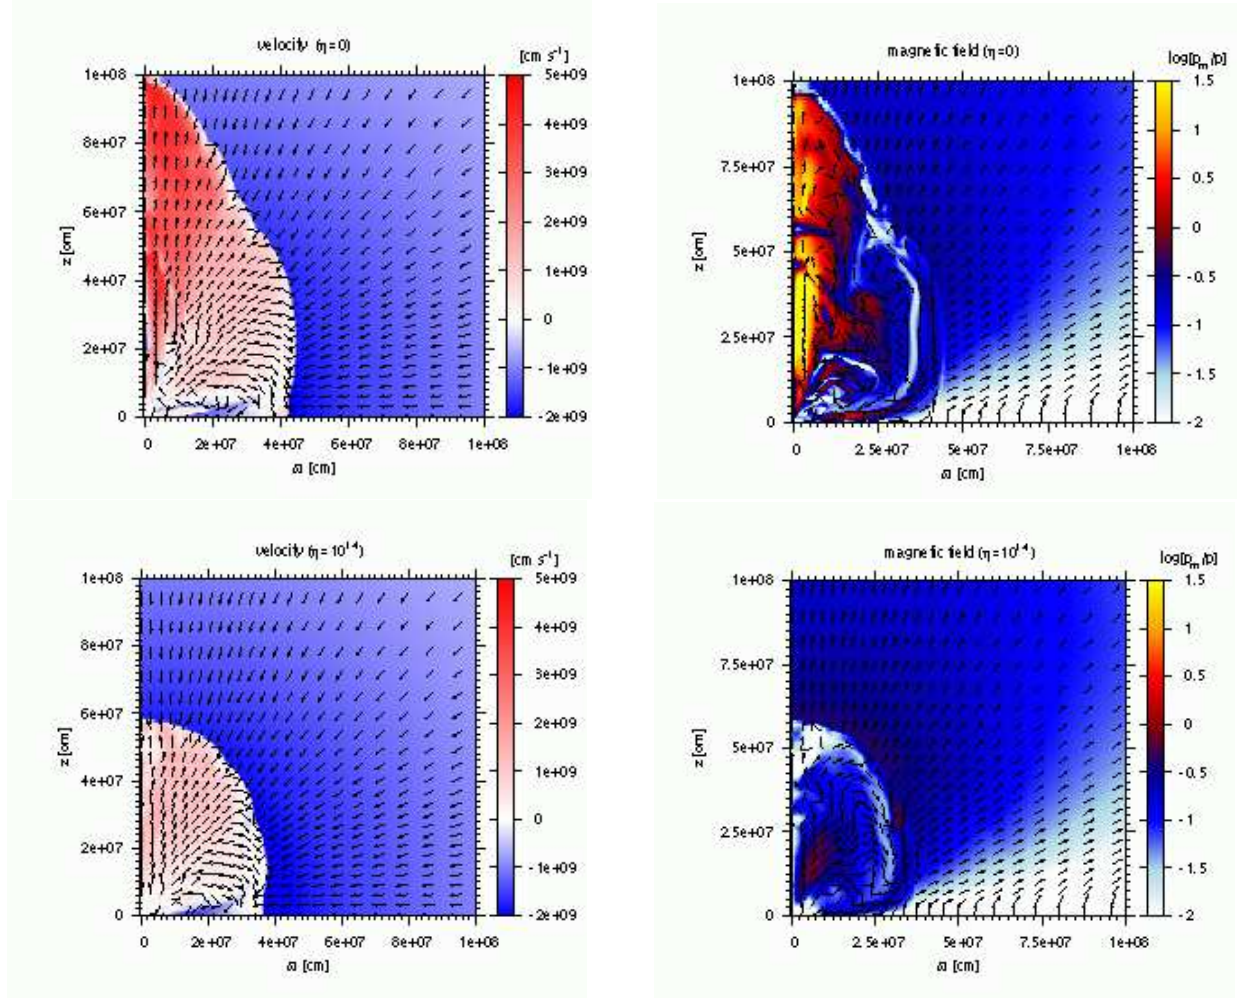 velocity (η=0)
[cm s⁻¹]
1e+08
8e+07
6e+07
4e+07
2e+07
0
z [cm]
0 2e+07 4e+07 6e+07 8e+07 1e+08
ϖ [cm]
5e+09
4e+09
3e+09
2e+09
1e+09
0
-1e+09
-2e+09
magnetic field (η=0)
log[pₘ/p]
1e+08
7.5e+07
5e+07
2.5e+07
0
z [cm]
0 2.5e+07 5e+07 7.5e+07 1e+08
ϖ [cm]
1.5
1
0.5
0
-0.5
-1
-1.5
-2
velocity (η=10¹⁴)
[cm s⁻¹]
1e+08
8e+07
6e+07
4e+07
2e+07
0
z [cm]
0 2e+07 4e+07 6e+07 8e+07 1e+08
ϖ [cm]
5e+09
4e+09
3e+09
2e+09
1e+09
0
-1e+09
-2e+09
magnetic field (η=10¹⁴)
log[pₘ/p]
1e+08
7.5e+07
5e+07
2.5e+07
0
z [cm]
0 2.5e+07 5e+07 7.5e+07 1e+08
ϖ [cm]
1.5
1
0.5
0
-0.5
-1
-1.5
-2